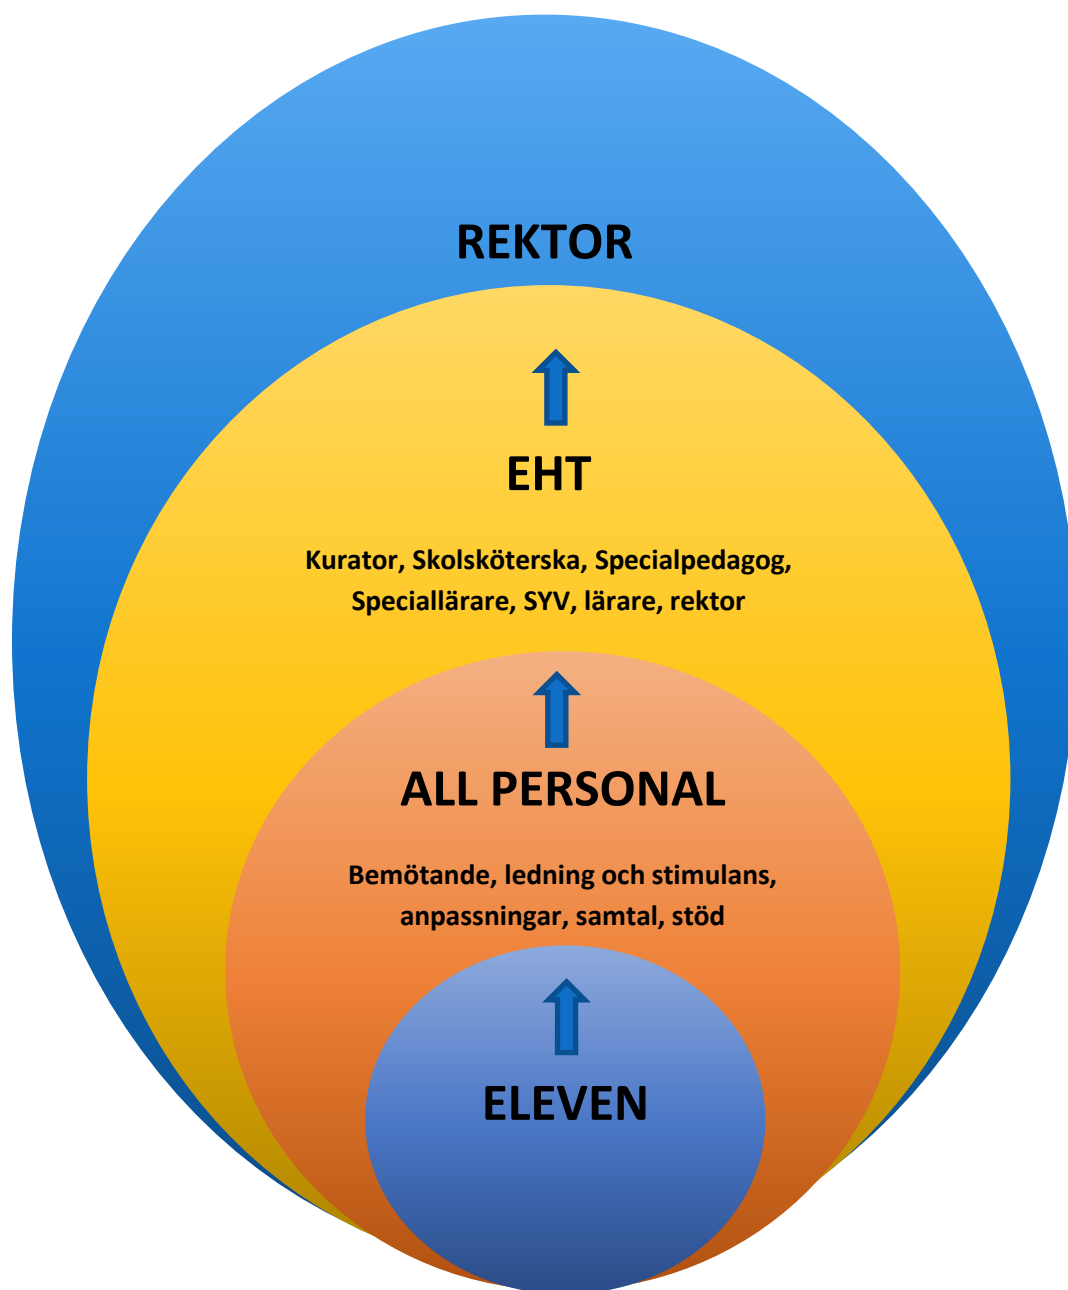 REKTOR
EHT
Kurator, Skolsköterska, Specialpedagog,
Speciallärare, SYV, lärare, rektor
ALL PERSONAL
Bemötande, ledning och stimulans,
anpassningar, samtal, stöd
ELEVEN